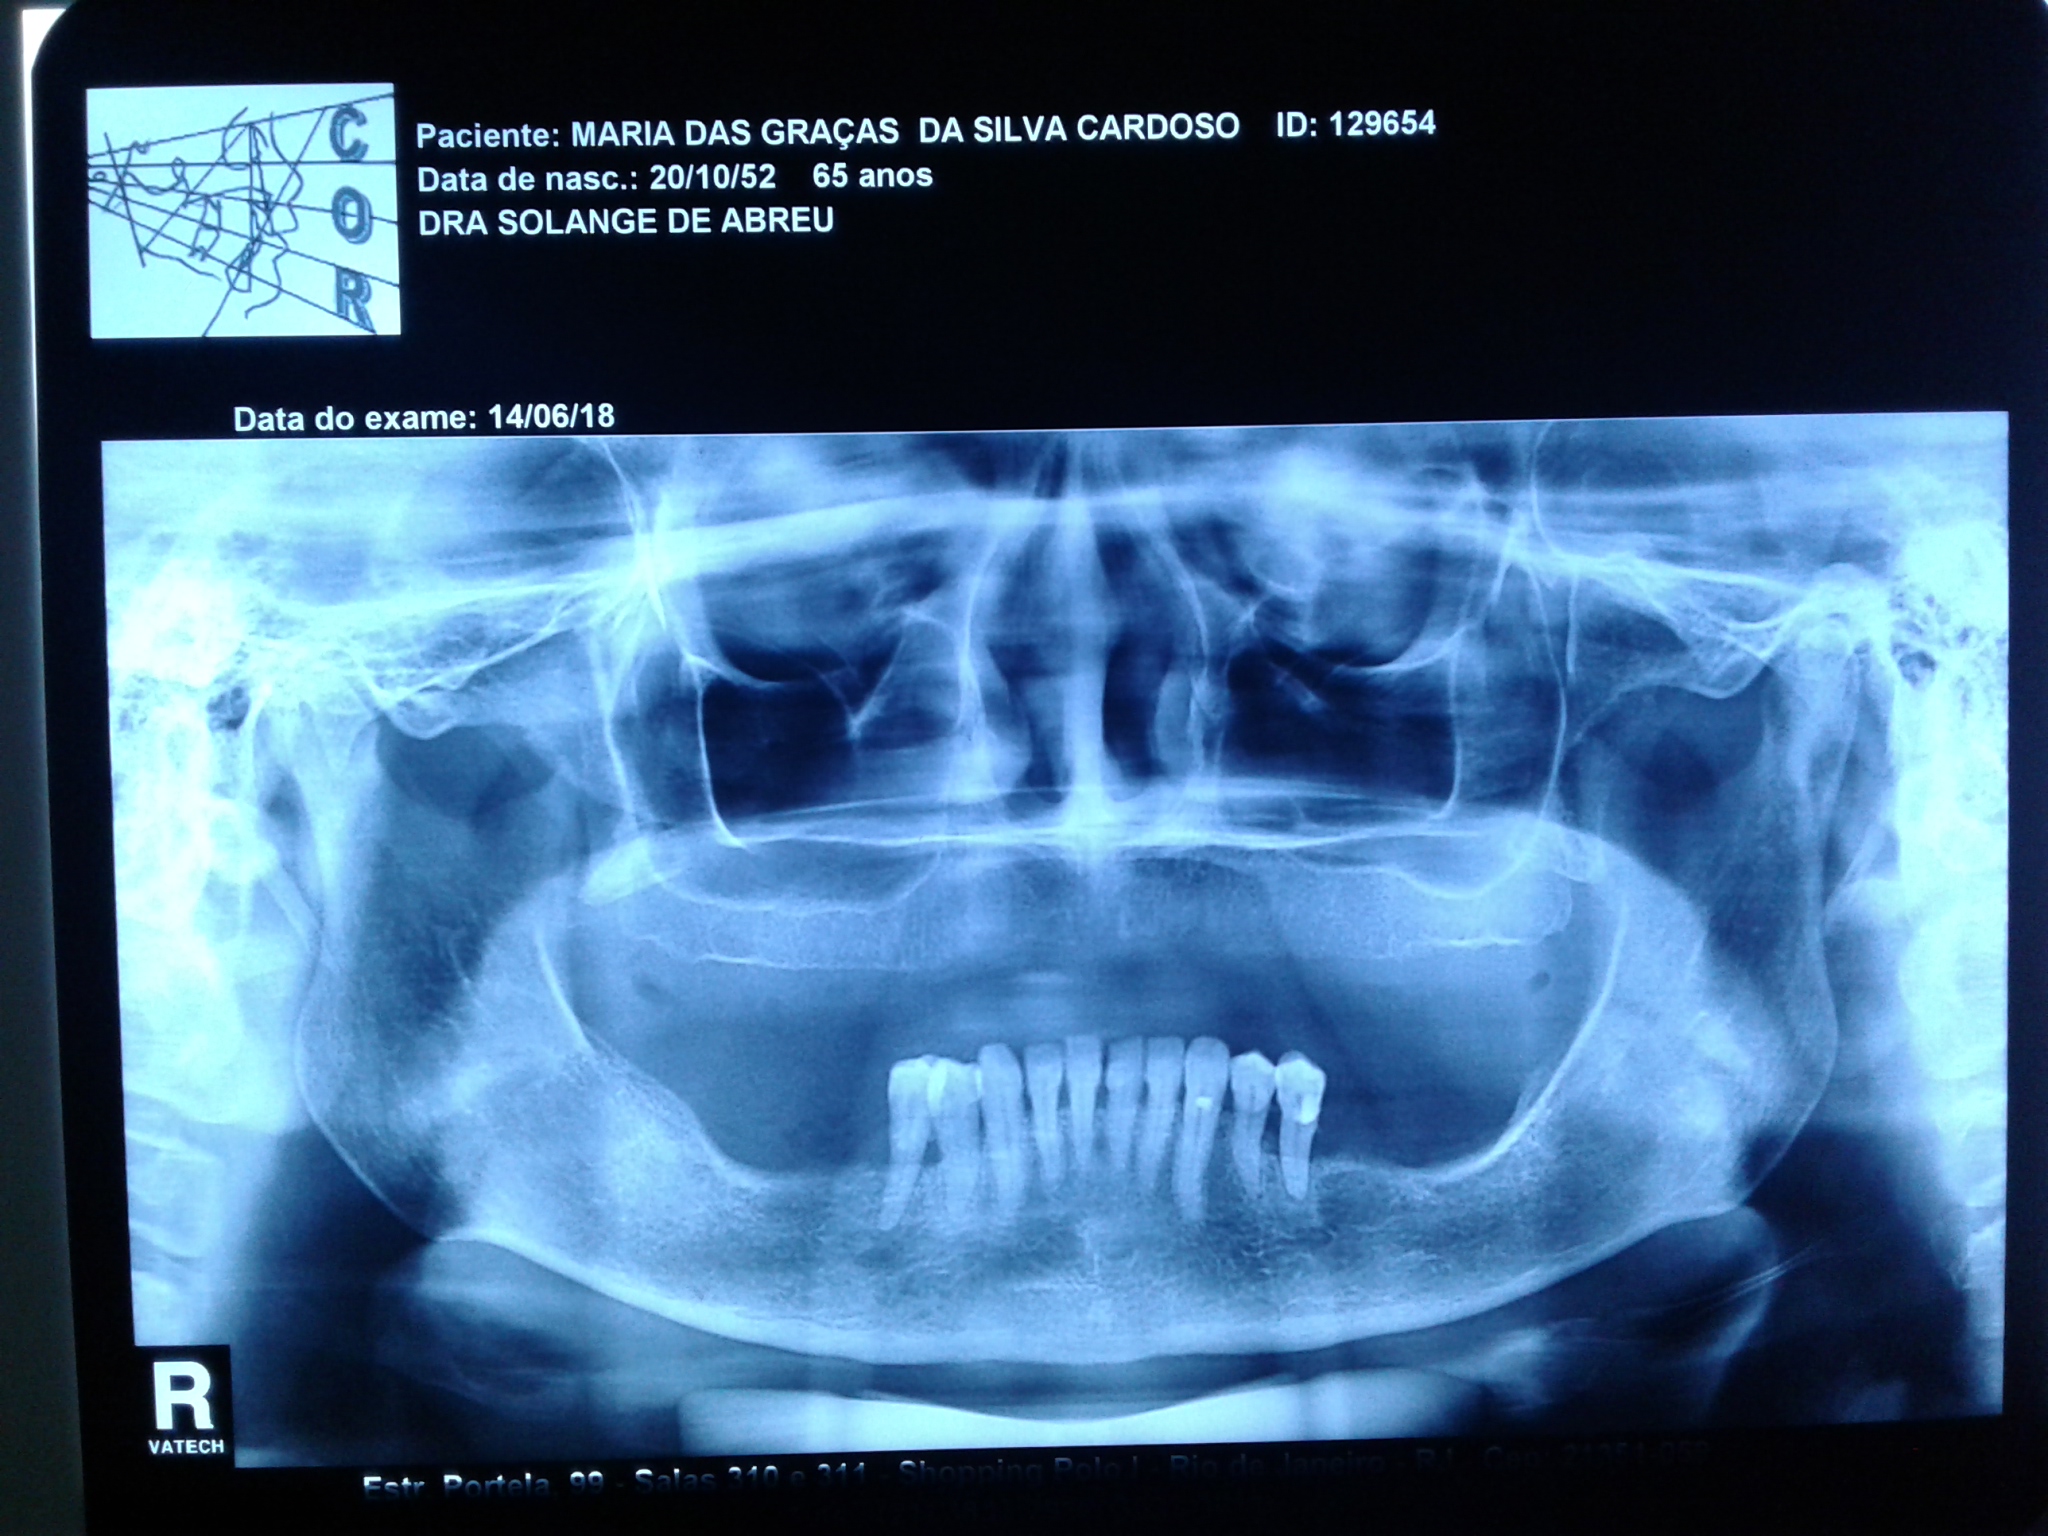 C
O
R
Paciente: MARIA DAS GRAÇAS DA SILVA CARDOSO ID: 129654
Data de nasc.: 20/10/52 65 anos
DRA SOLANGE DE ABREU
Data do exame: 14/06/18
R
VATECH
Estr. Portela, 99 - Salas 310 e 311 - Shopping Polo I - Rio de Janeiro - RJ - Cep: